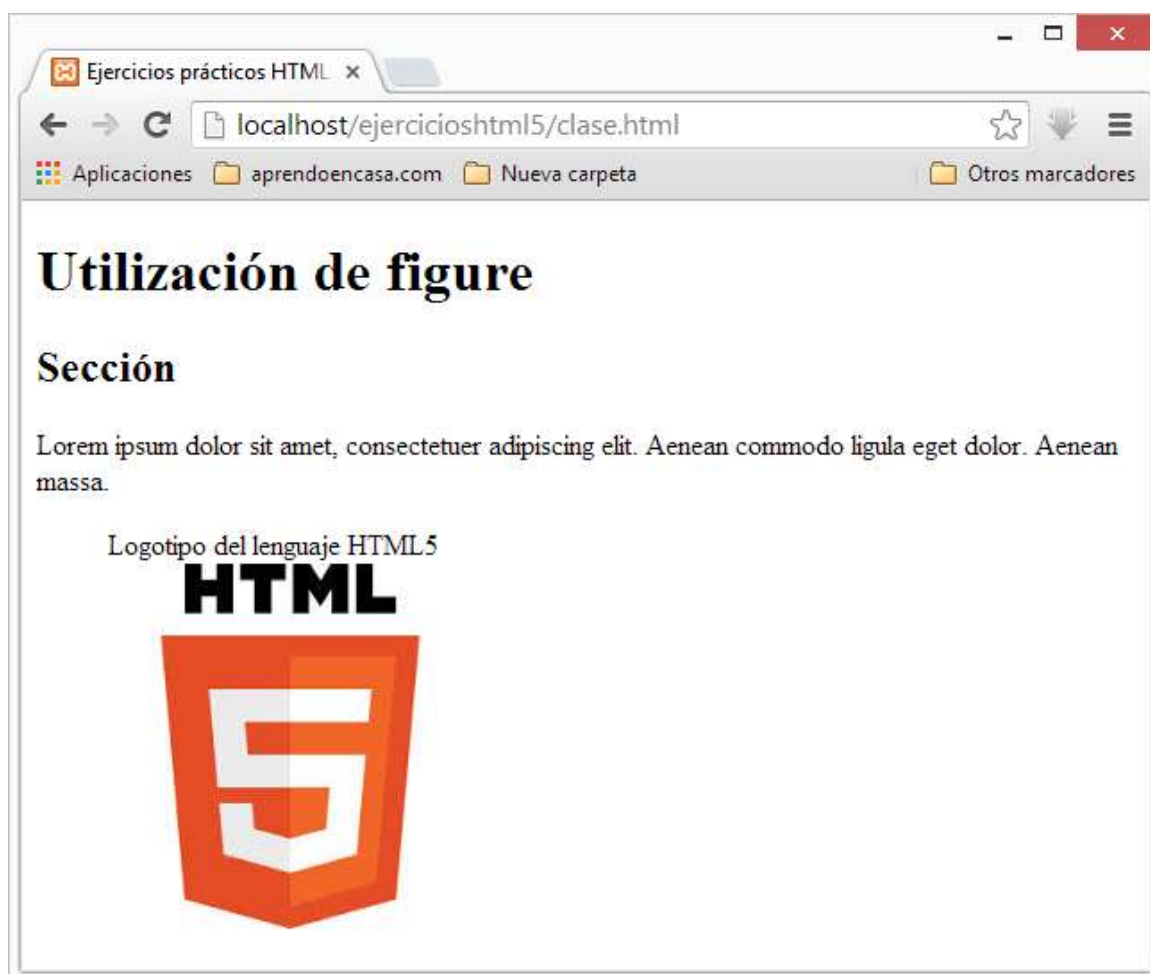 Ejercicios prácticos HTML
localhost/ejercicioshtml5/clase.html
Aplicaciones aprendoencasa.com Nueva carpeta Otros marcadores
Utilización de figure
Sección
Lorem ipsum dolor sit amet, consectetuer adipiscing elit. Aenean commodo ligula eget dolor. Aenean
massa.
Logotipo del lenguaje HTML5
HTML
5